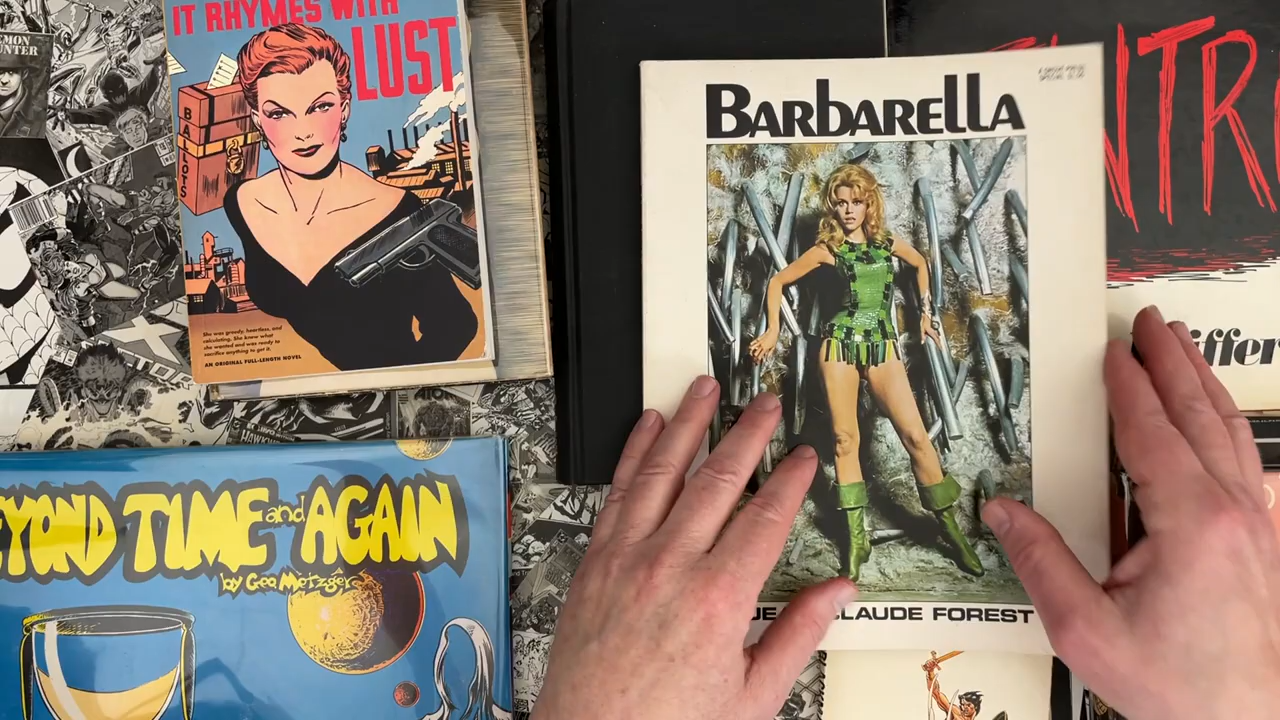 IT RHYMES WITH
LUST
BALLOTS
She was greedy, heartless, and
calculating. She knew what
she wanted and was ready to
sacrifice anything to get it.
AN ORIGINAL FULL-LENGTH NOVEL
BARBARELLA
CLAUDE FOREST
EYOND TIME and AGAIN
by Geo Metzger
NTR
iffer